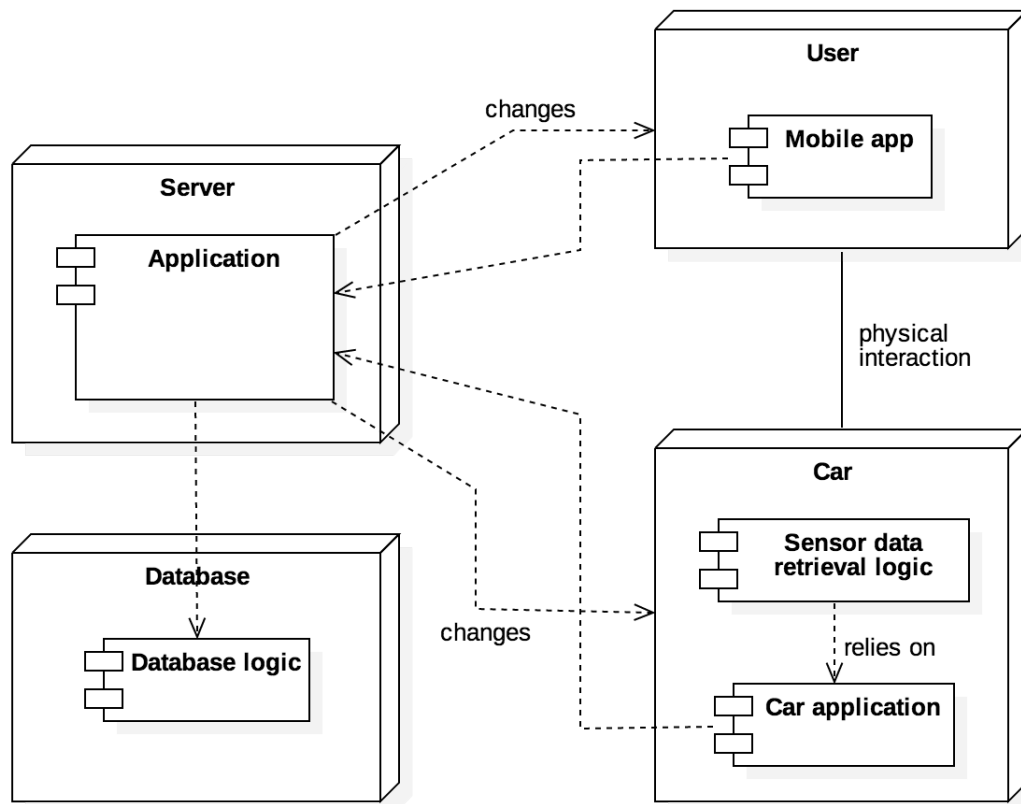 User
changes
Mobile app
Server
Application
physical
interaction
Car
Sensor data
retrieval logic
Database
changes
relies on
Database logic
Car application